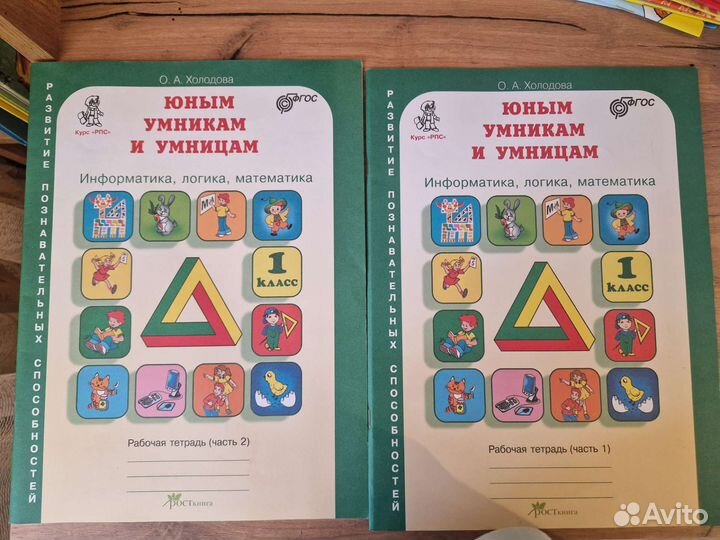 О. А. Холодова
ЮНЫМ
УМНИКАМ
И УМНИЦАМ
Курс «РПС»
ФГОС
Информатика, логика, математика
РАЗВИТИЕ ПОЗНАВАТЕЛЬНЫХ СПОСОБНОСТЕЙ
1
КЛАСС
Рабочая тетрадь (часть 2)
РОСТкнига
О. А. Холодова
ЮНЫМ
УМНИКАМ
И УМНИЦАМ
Курс «РПС»
ФГОС
Информатика, логика, математика
РАЗВИТИЕ ПОЗНАВАТЕЛЬНЫХ СПОСОБНОСТЕЙ
1
КЛАСС
Рабочая тетрадь (часть 1)
РОСТкнига
Avito